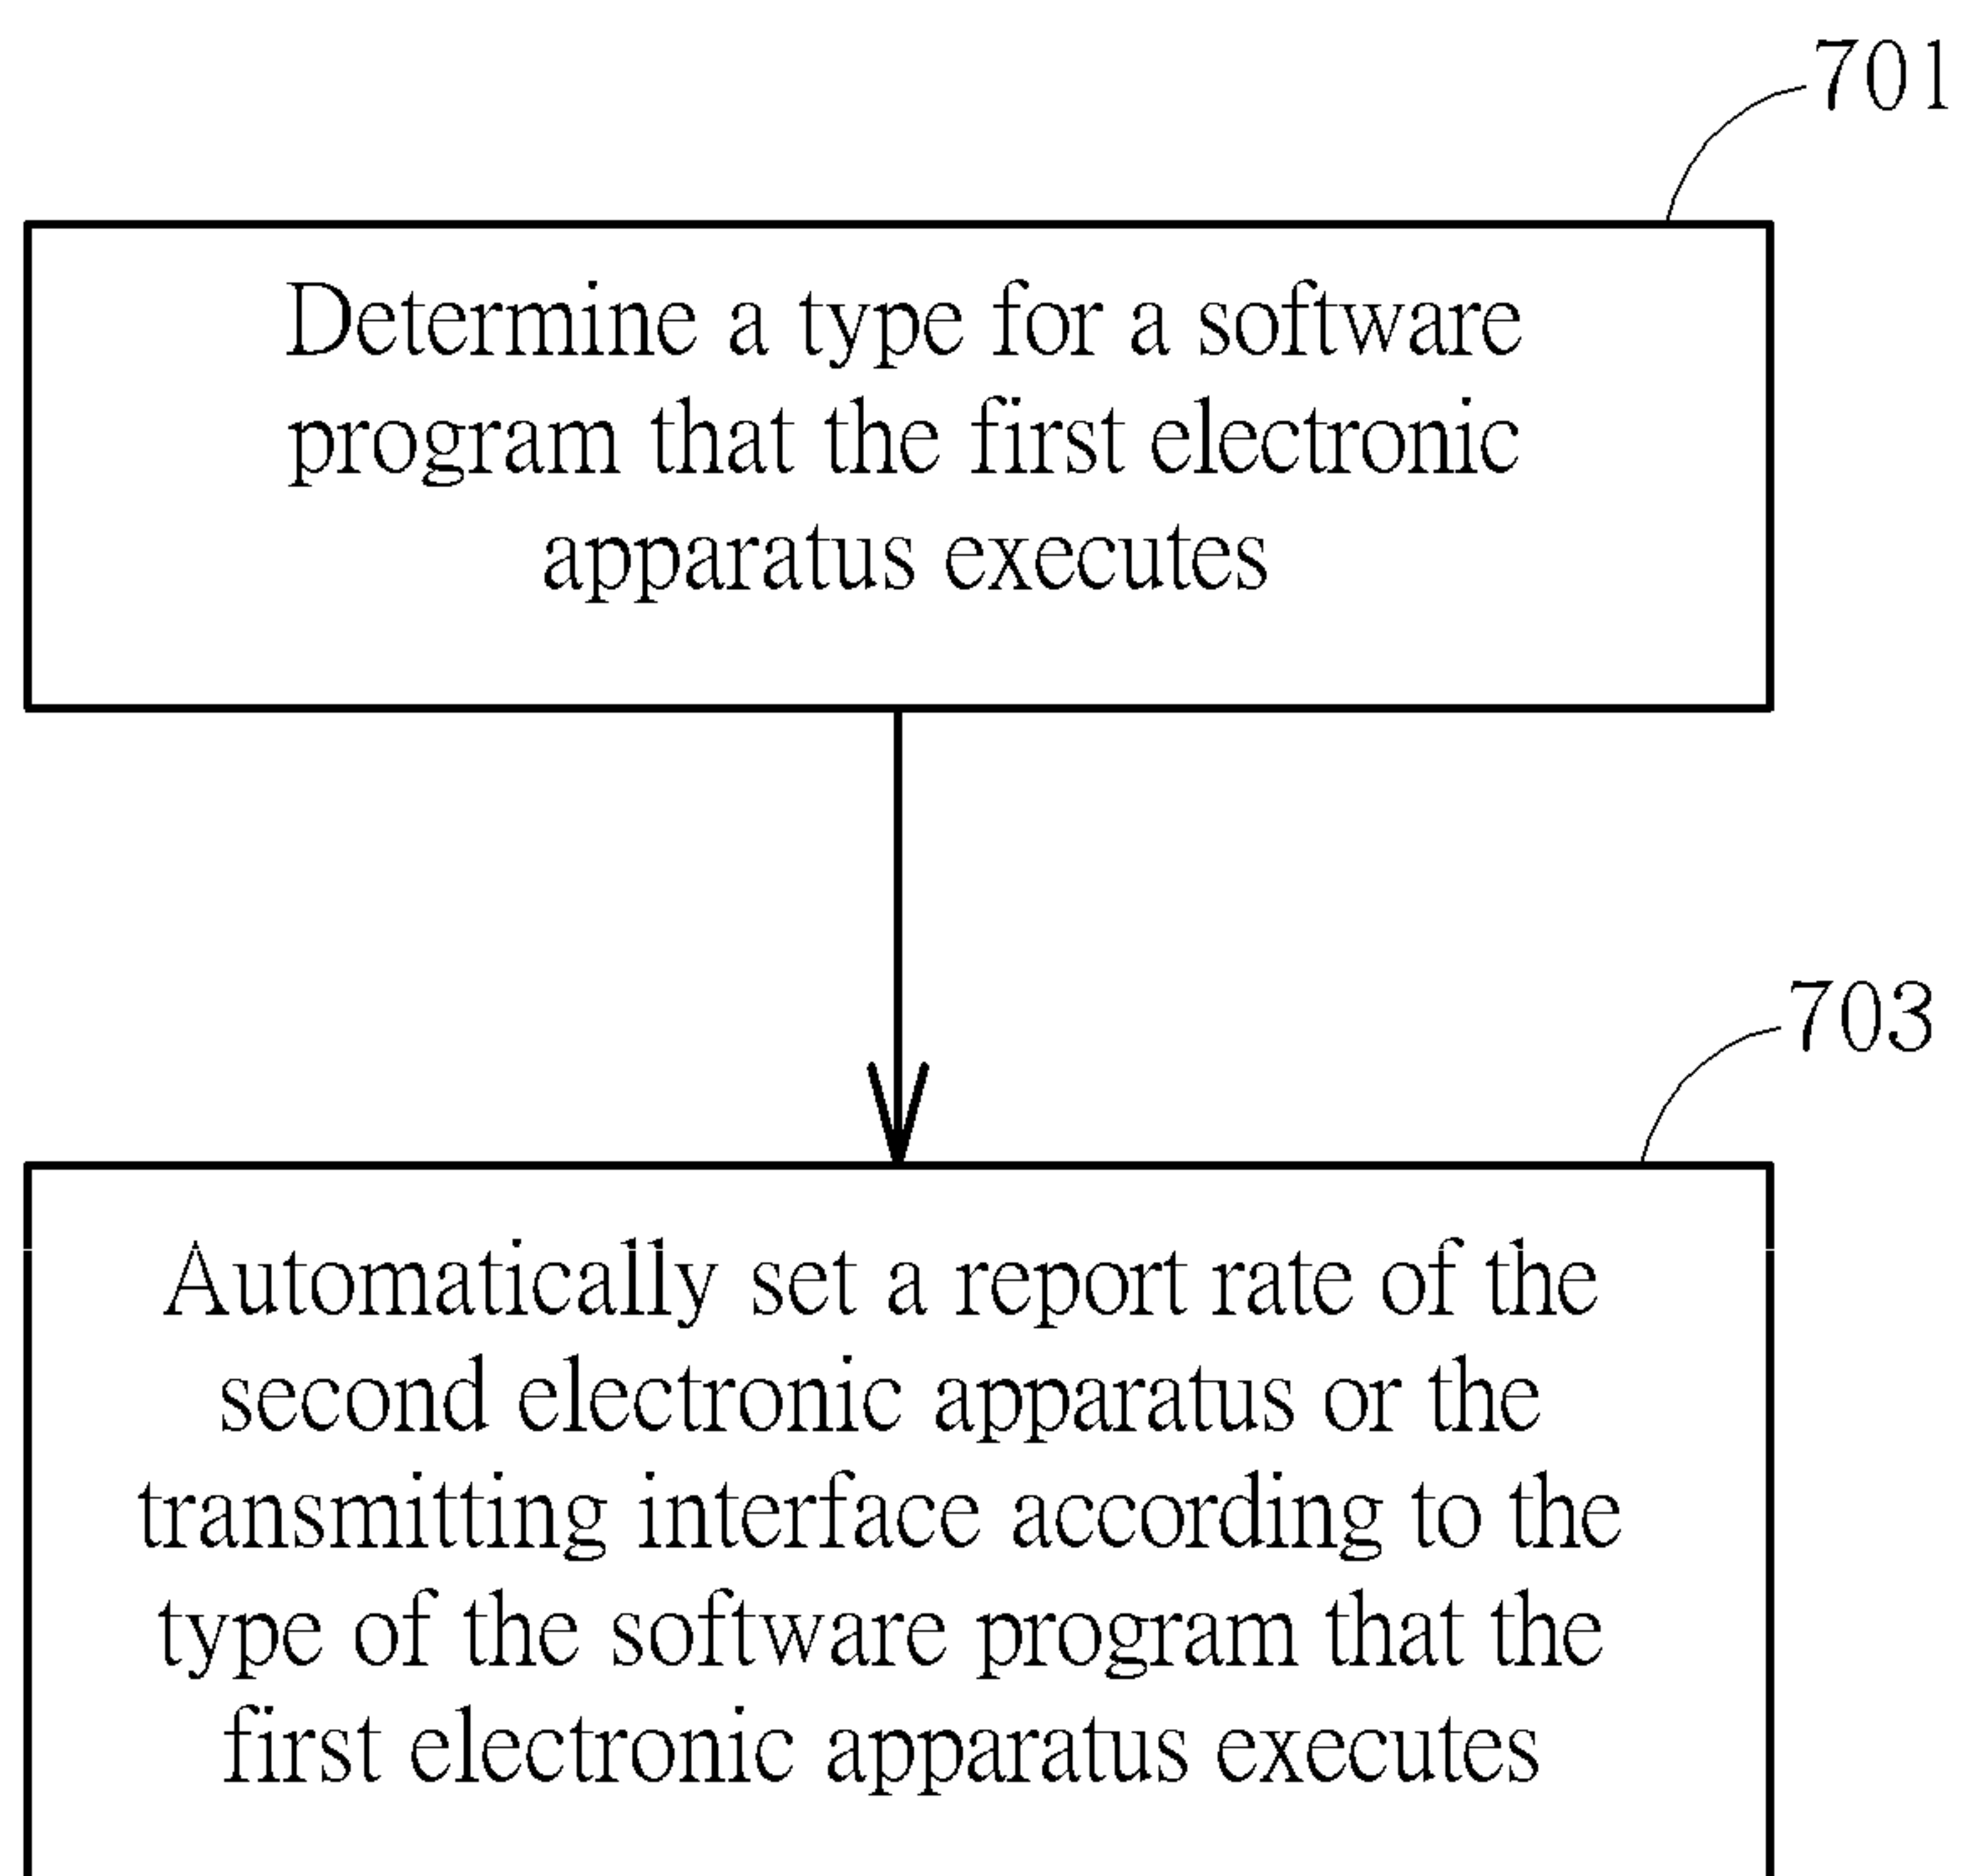 701
Determine a type for a software
program that the first electronic
apparatus executes
703
Automatically set a report rate of the
second electronic apparatus or the
transmitting interface according to the
type of the software program that the
first electronic apparatus executes